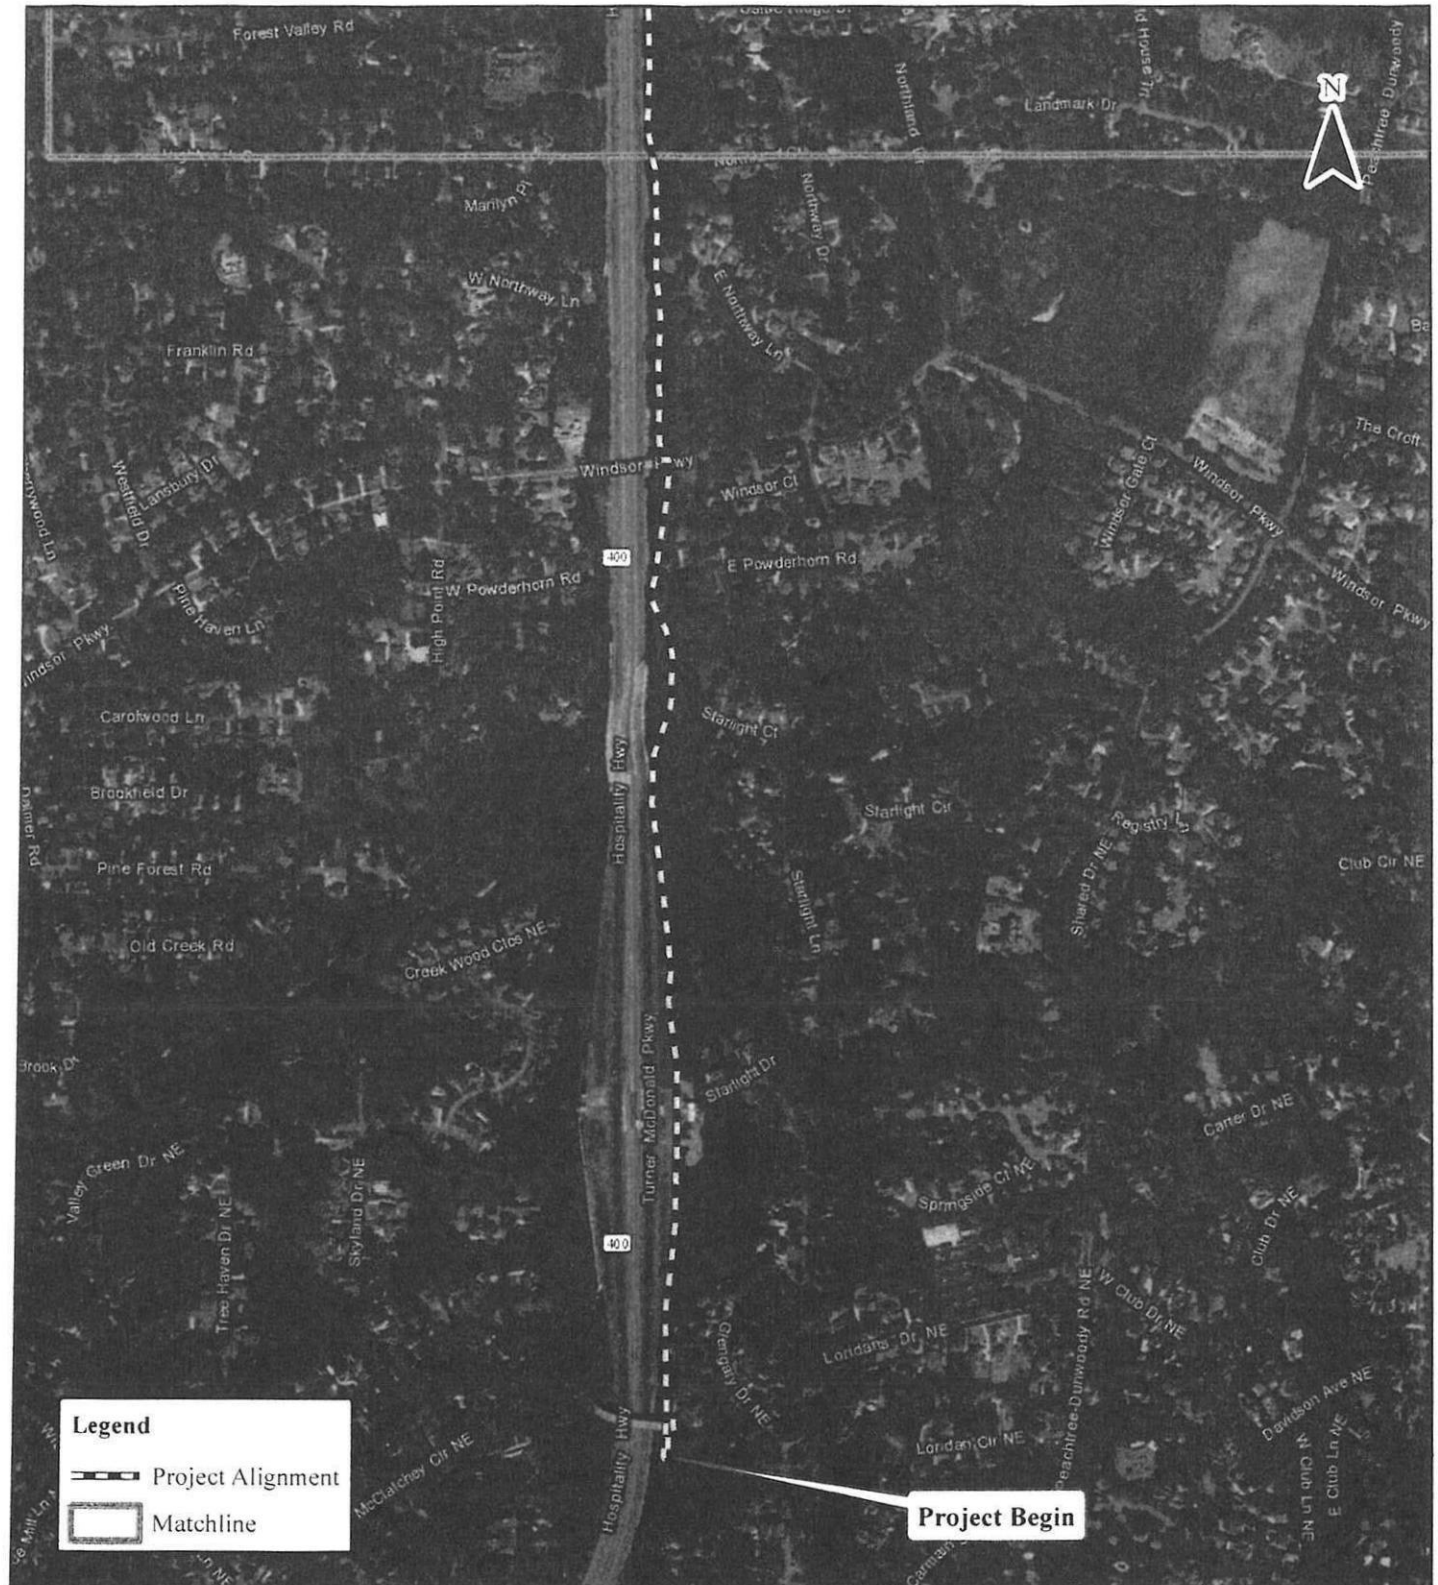 Forest Valley Rd
Northland
Landmark Dr
Peachtree Dunwoody
N
Marilyn Pl
Northway Dr
W Northway Ln
E Northway Ln
Franklin Rd
The Croft
Windsor Pkwy
Lansbury Dr
Westfield Dr
Windsor Ct
Windsor Gate Ct
Windsor Pkwy
400
E Powderhorn Rd
W Powderhorn Rd
High Point Rd
Pine Haven Ln
Windsor Pkwy
Carolwood Ln
Starlight Ct
Hospitality Hwy
Brookfield Dr
Starlight Cir
Registry Ln
Pine Forest Rd
Shared Dr NE
Club Cir NE
Starlight Ln
Old Creek Rd
Creek Wood Clos NE
Turner McDonald Pkwy
Starlight Dr
Carter Dr NE
Valley Green Dr NE
Springside Ct NE
Tree Haven Dr NE
Skyland Dr NE
Club Dr NE
400
W Club Dr NE
Glengary Dr NE
Loridans Dr NE
Peachtree-Dunwoody Rd NE
Davidson Ave NE
Loridan Cir NE
W Club Ln NE
E Club Ln NE
Hospitality Hwy
McClatchey Cir NE
Legend
Project Alignment
Matchline
Project Begin